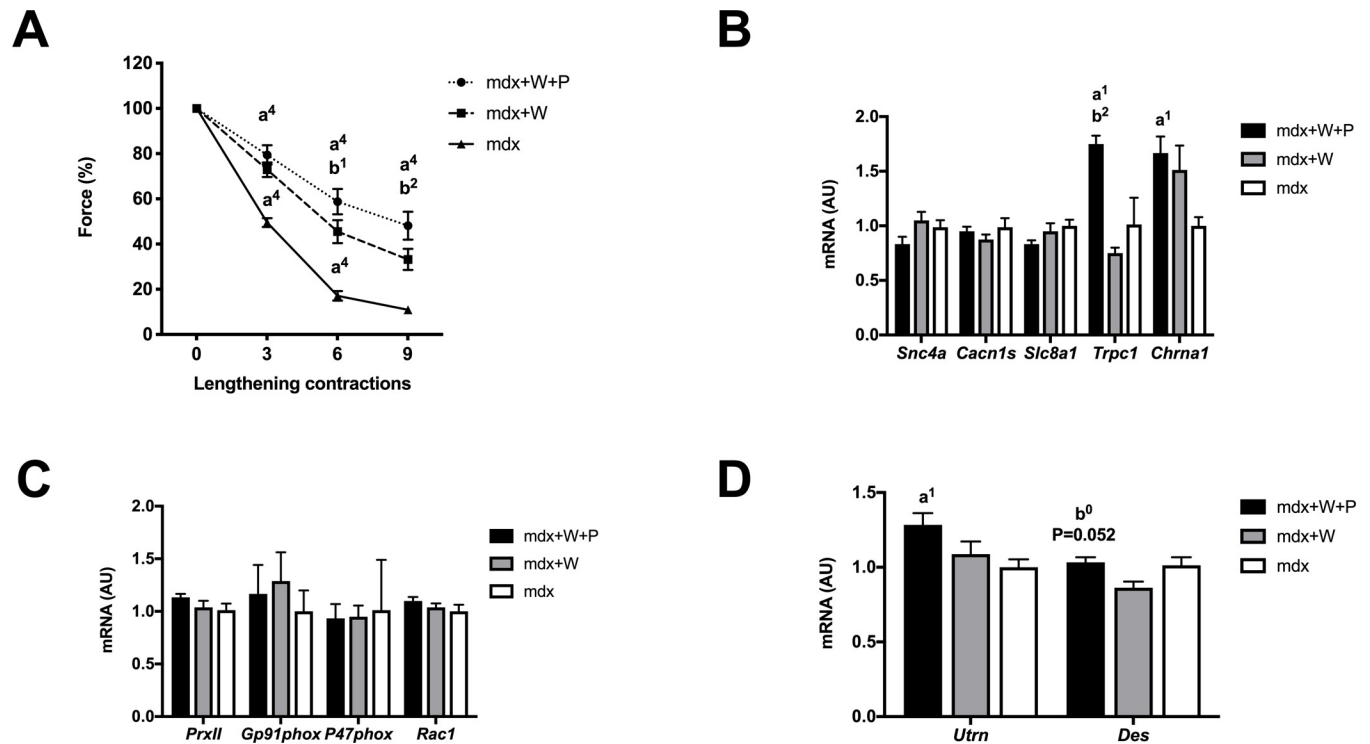 A
120
100
80
60
40
20
0
Force (%)
a4
a4
b1
a4
b2
a4
a4
0 3 6 9
Lengthening contractions
mdx+W+P
mdx+W
mdx
B
2.0
1.5
1.0
0.5
0.0
mRNA (AU)
a1
b2
a1
Snc4a Cacn1s Slc8a1 Trpc1 Chrna1
mdx+W+P
mdx+W
mdx
C
2.0
1.5
1.0
0.5
0.0
mRNA (AU)
PrxII Gp91phox P47phox Rac1
mdx+W+P
mdx+W
mdx
D
1.5
1.0
0.5
0.0
mRNA (AU)
a1
b0
P=0.052
Utrn Des
mdx+W+P
mdx+W
mdx